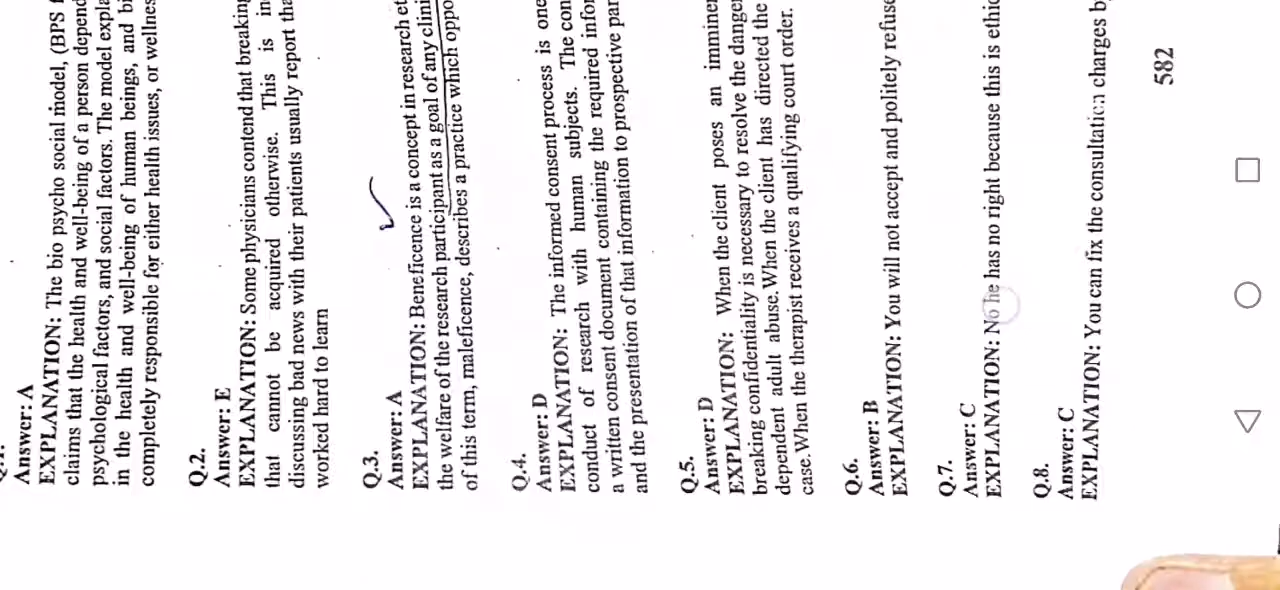 Answer: A
EXPLANATION: The bio psycho social model, (BPS
claims that the health and well-being of a person depend
psychological factors, and social factors. The model expla
in the health and well-being of human beings, and bi
completely responsible for either health issues, or wellnes
Q.2.
Answer: E
EXPLANATION: Some physicians contend that breaking
that cannot be acquired otherwise. This is in
discussing bad news with their patients usually report tha
worked hard to learn
Q.3.
Answer: A
EXPLANATION: Beneficence is a concept in research et
the welfare of the research participant as a goal of any clini
of this term, maleficence, describes a practice which oppo
Q.4.
Answer: D
EXPLANATION: The informed consent process is one
conduct of research with human subjects. The con
a written consent document containing the required infor
and the presentation of that information to prospective par
Q.5.
Answer: D
EXPLANATION: When the client poses an imminen
breaking confidentiality is necessary to resolve the danger
dependent adult abuse.When the client has directed the
case.When the therapist receives a qualifying court order.
Q.6.
Answer: B
EXPLANATION: You will not accept and politely refuse
Q.7.
Answer: C
EXPLANATION: No he has no right because this is ethic
Q.8.
Answer: C
EXPLANATION: You can fix the consultation charges b
582